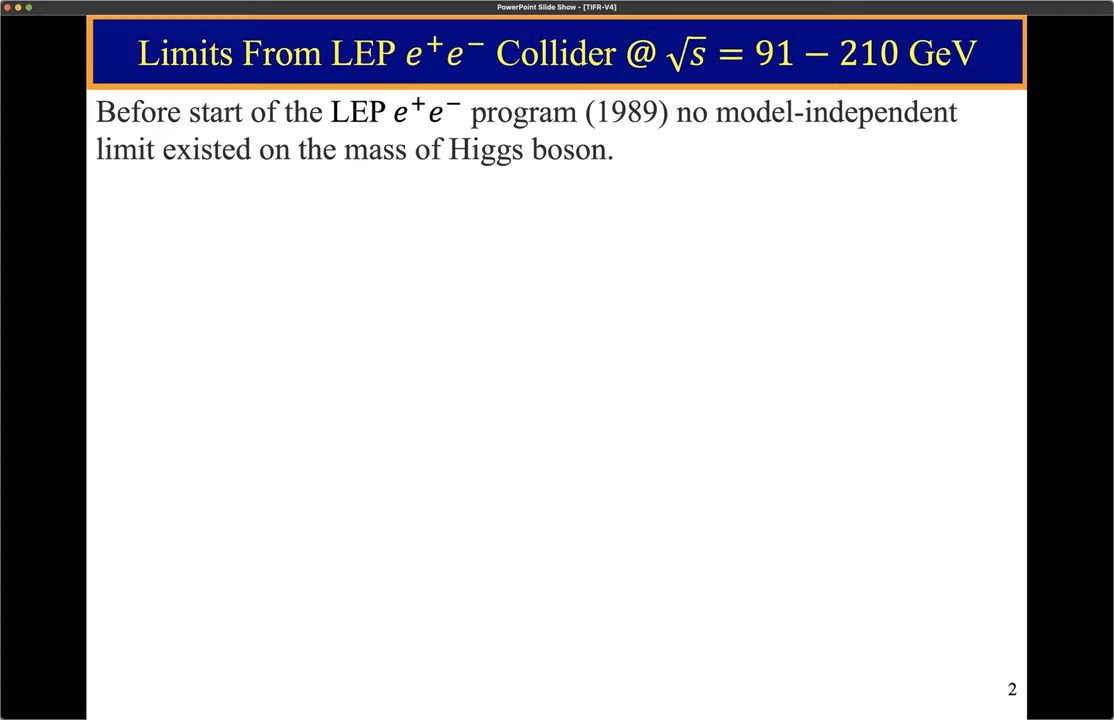 PowerPoint Slide Show - [TIFR-V4]
Limits From LEP e⁺e⁻ Collider @ √s = 91 − 210 GeV
Before start of the LEP e⁺e⁻ program (1989) no model-independent
limit existed on the mass of Higgs boson.
2